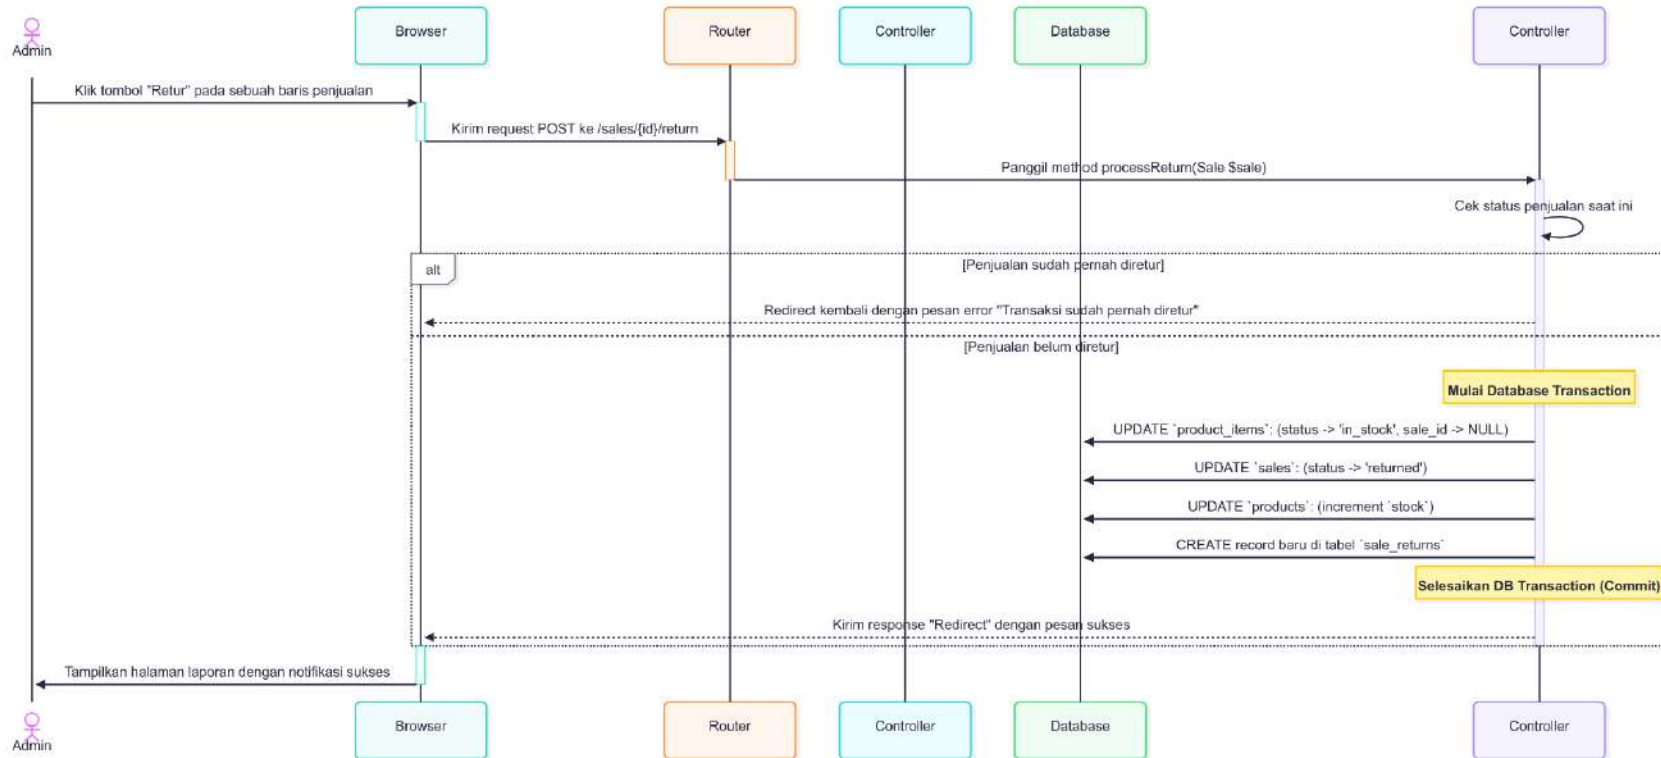 Admin
Browser
Router
Controller
Database
Controller
Klik tombol "Retur" pada sebuah baris penjualan
Kirim request POST ke /sales/{id}/return
Panggil method processReturn(Sale $sale)
Cek status penjualan saat ini
alt
[Penjualan sudah pernah diretur]
Redirect kembali dengan pesan error "Transaksi sudah pernah diretur"
[Penjualan belum diretur]
Mulai Database Transaction
UPDATE `product_items`: (status -> 'in_stock', sale_id -> NULL)
UPDATE `sales`: (status -> 'returned')
UPDATE `products`: (increment `stock`)
CREATE record baru di tabel `sale_returns`
Selesaikan DB Transaction (Commit)
Kirim response "Redirect" dengan pesan sukses
Tampilkan halaman laporan dengan notifikasi sukses
Admin
Browser
Router
Controller
Database
Controller